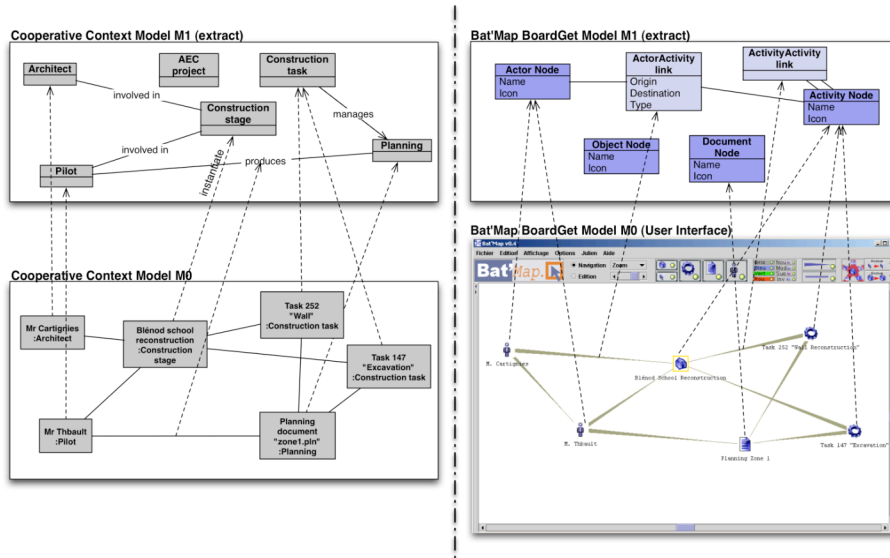 Cooperative Context Model M1 (extract)
Architect
AEC
project
Construction
task
involved in
Construction
stage
manages
involved in
Planning
Pilot
produces
instantiate
Cooperative Context Model M0
Mr Cartignies
:Architect
Blénod school
reconstruction
:Construction
stage
Task 252
"Wall"
:Construction task
Task 147
"Excavation"
:Construction task
Mr Thbault
:Pilot
Planning
document
"zone1.pln"
:Planning
Bat'Map BoardGet Model M1 (extract)
Actor Node
Name
Icon
ActorActivity
link
Origin
Destination
Type
ActivityActivity
link
Activity Node
Name
Icon
Object Node
Name
Icon
Document
Node
Name
Icon
Bat'Map BoardGet Model M0 (User Interface)
Bat'Map v0.4
Fichier Edition Affichage Options Julien Aide
Bat'Map.
Navigation Zoom
Edition
M. Cartignies
Task 252 "Wall Reconstruction"
Blénod School Reconstruction
M. Thbault
Planning Zone 1
Task 147 "Excavation"